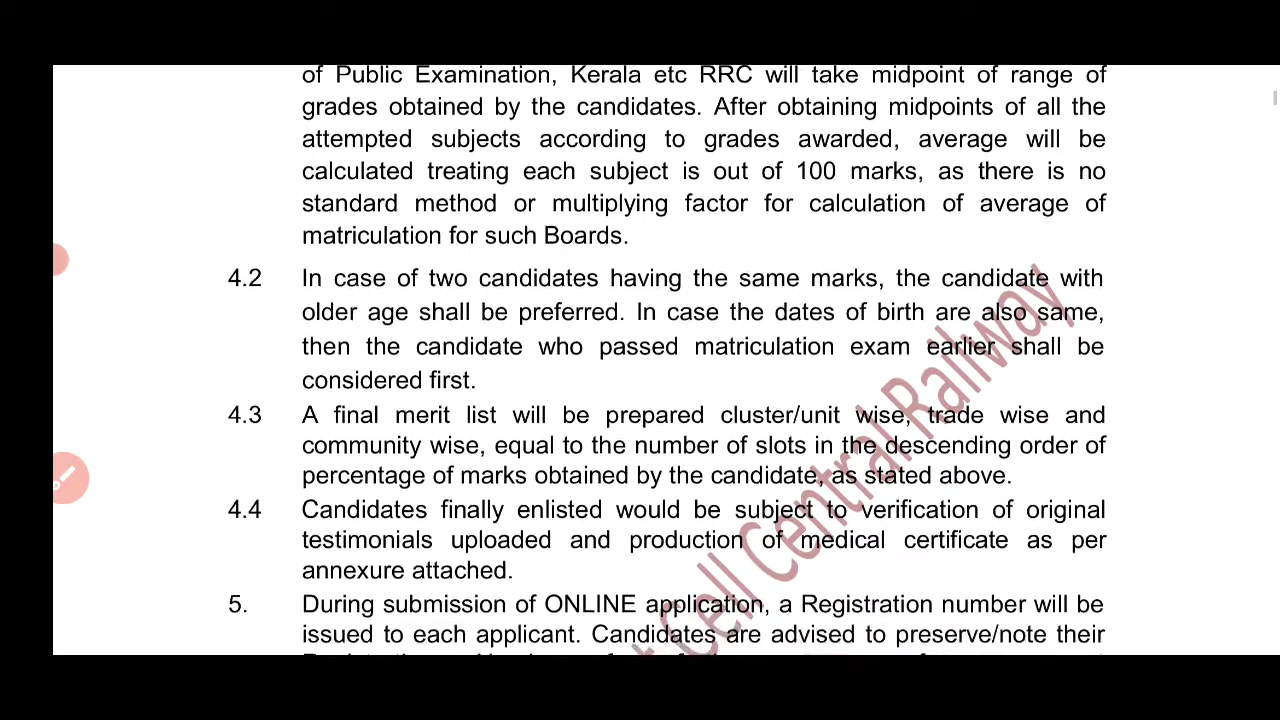 of Public Examination, Kerala etc RRC will take midpoint of range of
grades obtained by the candidates. After obtaining midpoints of all the
attempted subjects according to grades awarded, average will be
calculated treating each subject is out of 100 marks, as there is no
standard method or multiplying factor for calculation of average of
matriculation for such Boards.
4.2 In case of two candidates having the same marks, the candidate with
older age shall be preferred. In case the dates of birth are also same,
then the candidate who passed matriculation exam earlier shall be
considered first.
4.3 A final merit list will be prepared cluster/unit wise, trade wise and
community wise, equal to the number of slots in the descending order of
percentage of marks obtained by the candidate, as stated above.
4.4 Candidates finally enlisted would be subject to verification of original
testimonials uploaded and production of medical certificate as per
annexure attached.
5. During submission of ONLINE application, a Registration number will be
issued to each applicant. Candidates are advised to preserve/note their
Cell Central Railway